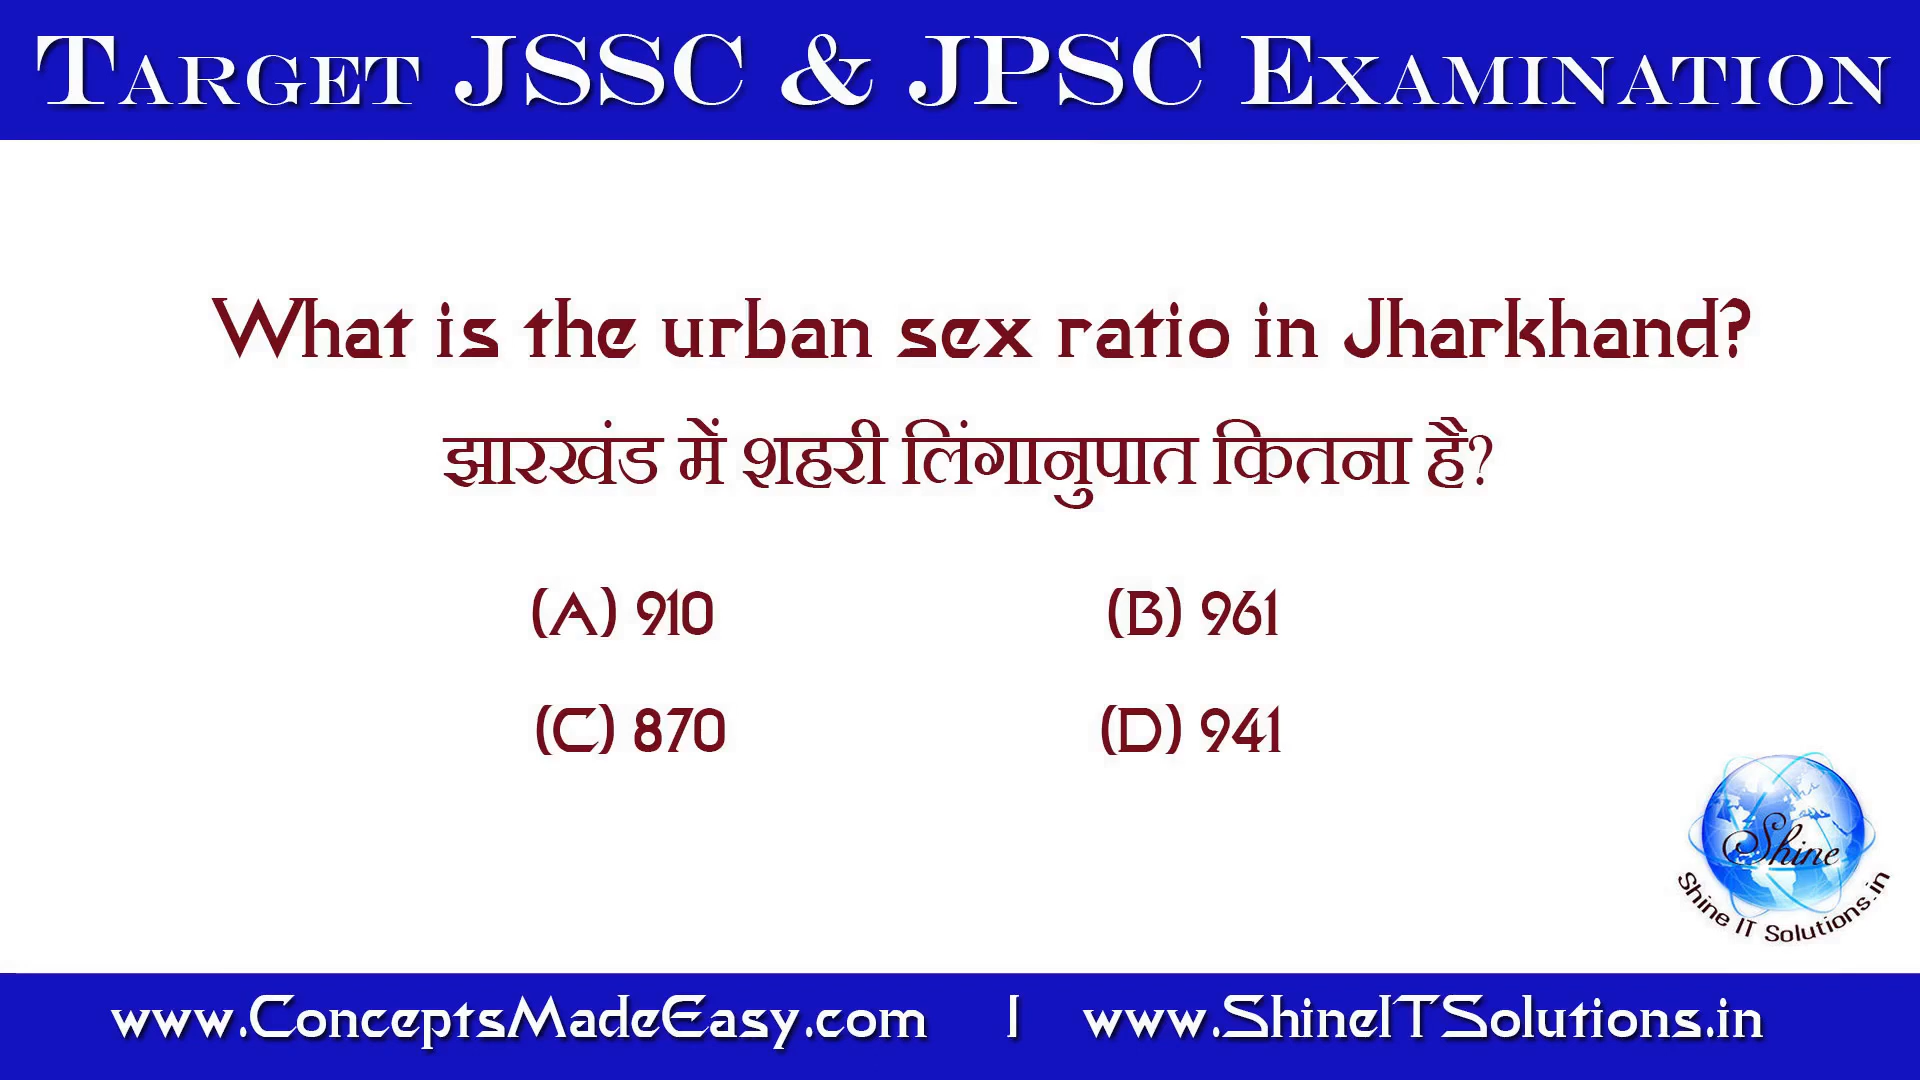 TARGET JSSC & JPSC EXAMINATION
What is the urban sex ratio in Jharkhand?
झारखंड में शहरी लिंगानुपात कितना है?
(A) 910 (B) 961
(C) 870 (D) 941
Shine
Shine IT Solutions.in
www.ConceptsMadeEasy.com | www.ShineITSolutions.in